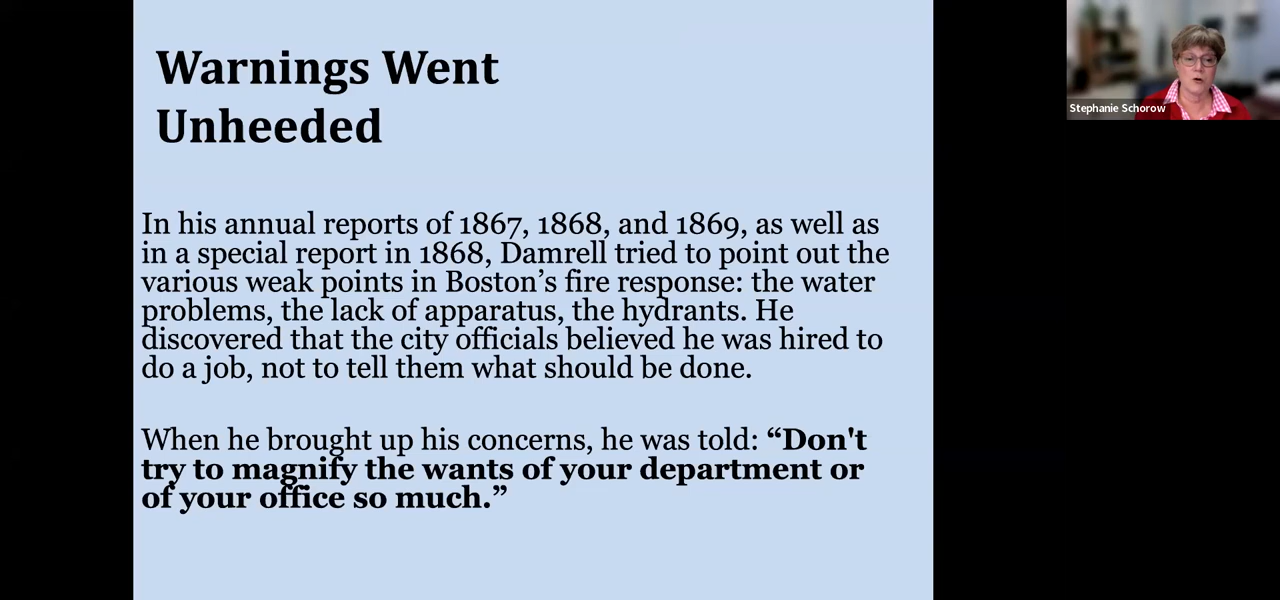 Warnings Went
Unheeded
In his annual reports of 1867, 1868, and 1869, as well as
in a special report in 1868, Damrell tried to point out the
various weak points in Boston’s fire response: the water
problems, the lack of apparatus, the hydrants. He
discovered that the city officials believed he was hired to
do a job, not to tell them what should be done.
When he brought up his concerns, he was told: “Don't
try to magnify the wants of your department or
of your office so much.”
Stephanie Schorow